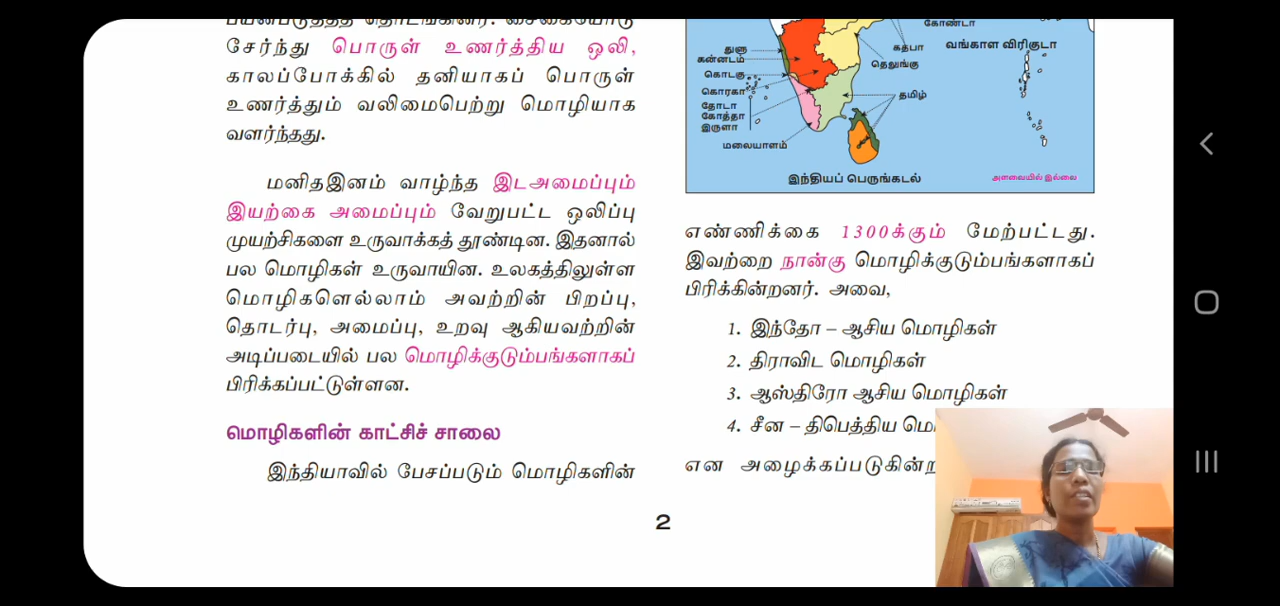 சேர்ந்து பொருள் உணர்த்திய ஒலி,
காலப்போக்கில் தனியாகப் பொருள்
உணர்த்தும் வலிமைபெற்று மொழியாக
வளர்ந்தது.
மனிதஇனம் வாழ்ந்த இடஅமைப்பும்
இயற்கை அமைப்பும் வேறுபட்ட ஒலிப்பு
முயற்சிகளை உருவாக்கத் தூண்டின. இதனால்
பல மொழிகள் உருவாயின. உலகத்திலுள்ள
மொழிகளெல்லாம் அவற்றின் பிறப்பு,
தொடர்பு, அமைப்பு, உறவு ஆகியவற்றின்
அடிப்படையில் பல மொழிக்குடும்பங்களாகப்
பிரிக்கப்பட்டுள்ளன.
மொழிகளின் காட்சிச் சாலை
இந்தியாவில் பேசப்படும் மொழிகளின்
கோண்டா
கதபா
வங்காள விரிகுடா
துளு
கன்னடம்
தெலுங்கு
கொடகு
கொரகா
தமிழ்
தோடா
கோத்தா
இருளா
மலையாளம்
இந்தியப் பெருங்கடல்
அளவையில் இல்லை
எண்ணிக்கை 1300க்கும் மேற்பட்டது.
இவற்றை நான்கு மொழிக்குடும்பங்களாகப்
பிரிக்கின்றனர். அவை,
1. இந்தோ – ஆசிய மொழிகள்
2. திராவிட மொழிகள்
3. ஆஸ்திரோ ஆசிய மொழிகள்
4. சீன – திபெத்திய
என
2